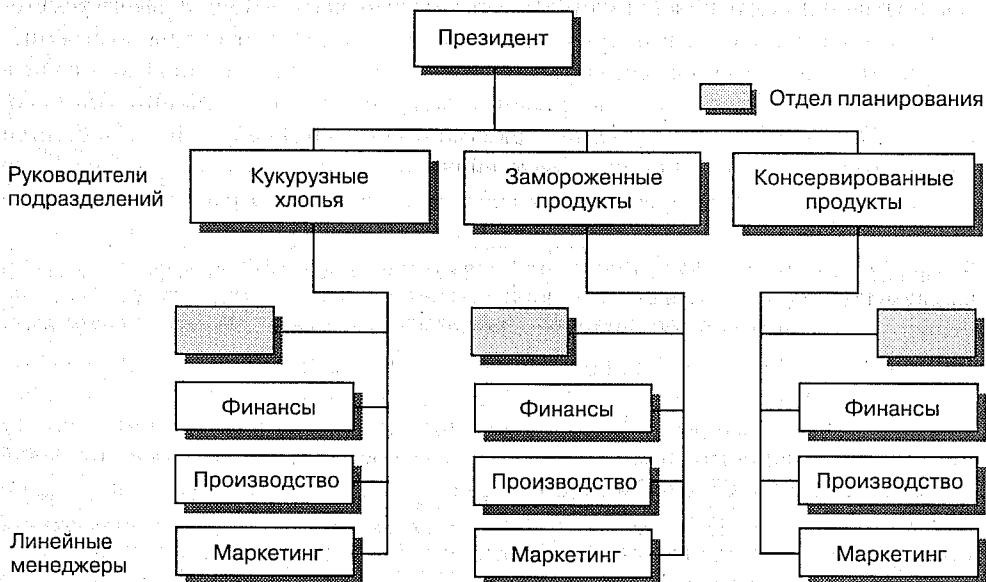 Президент
Отдел планирования
Руководители
подразделений
Кукурузные
хлопья
Замороженные
продукты
Консервированные
продукты
Финансы
Финансы
Финансы
Производство
Производство
Производство
Линейные
менеджеры
Маркетинг
Маркетинг
Маркетинг